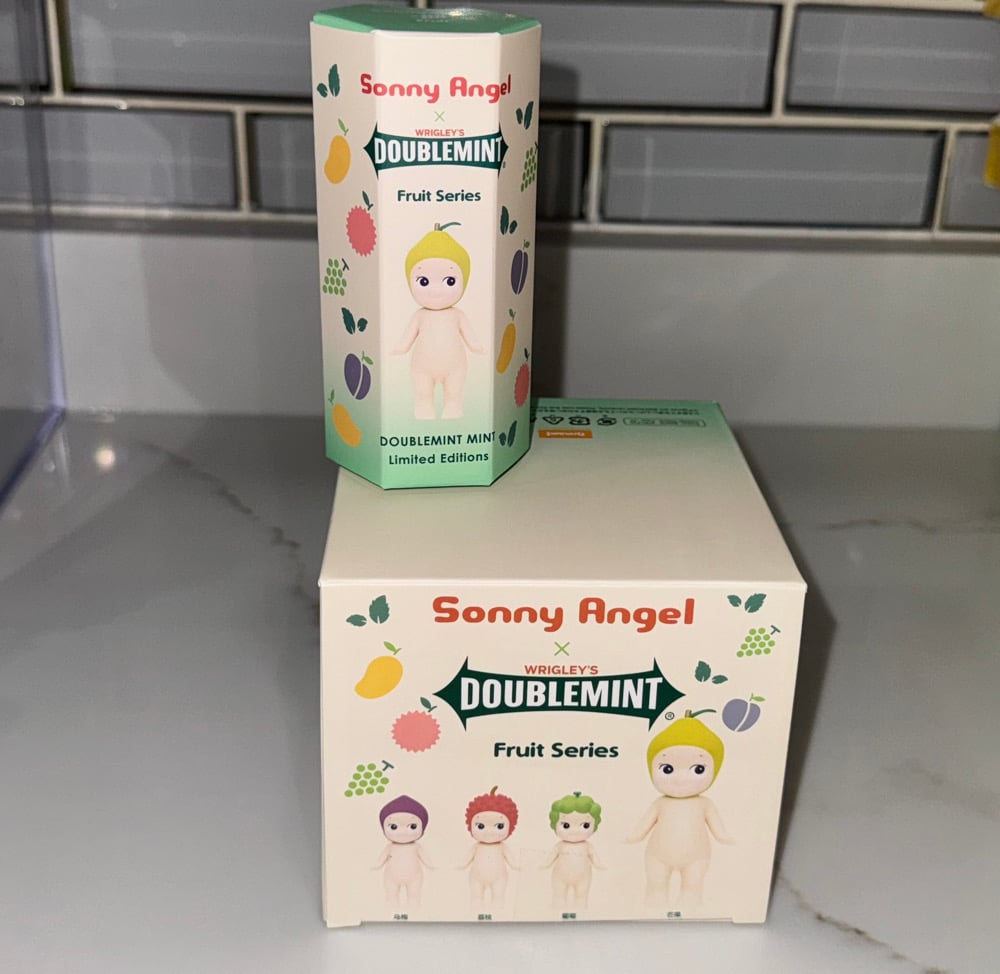 Sonny Angel
×
WRIGLEY'S
DOUBLEMINT
Fruit Series
DOUBLEMINT MINT
Limited Editions
Sonny Angel
×
WRIGLEY'S
DOUBLEMINT®
Fruit Series
乌梅 荔枝 葡萄 芒果